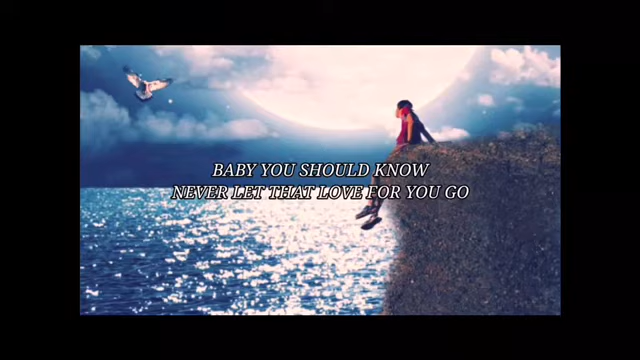 BABY YOU SHOULD KNOW
NEVER LET THAT LOVE FOR YOU GO